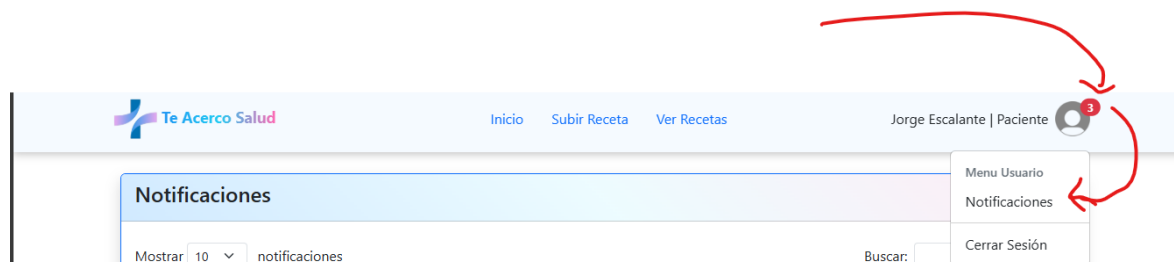 Te Acerco Salud
Inicio Subir Receta Ver Recetas
Jorge Escalante | Paciente
3
Menu Usuario
Notificaciones
Cerrar Sesión
Notificaciones
Mostrar 10 notificaciones
Buscar: